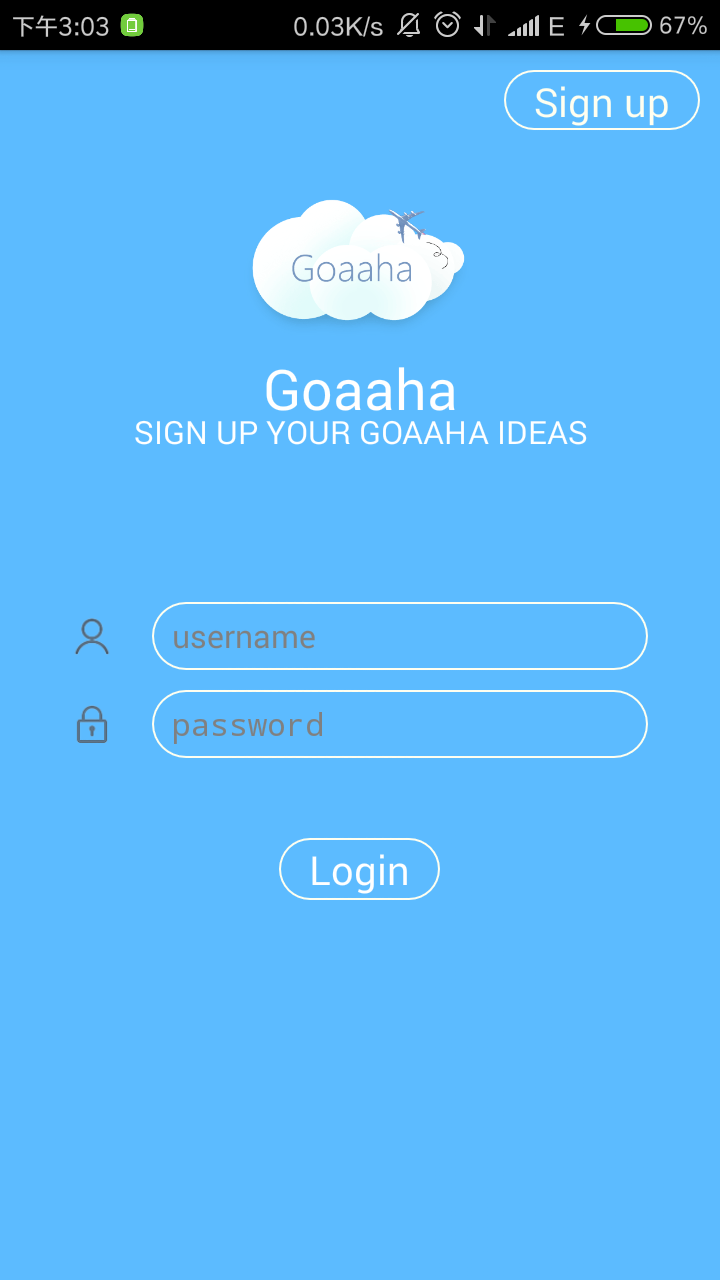 下午3:03 0.03K/s E 67%
Sign up
Goaaha
Goaaha
SIGN UP YOUR GOAAHA IDEAS
username
password
Login